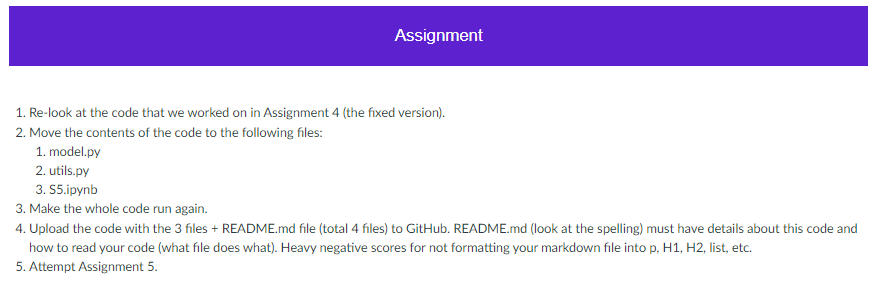 Assignment
1. Re-look at the code that we worked on in Assignment 4 (the fixed version).
2. Move the contents of the code to the following files:
1. model.py
2. utils.py
3. S5.ipynb
3. Make the whole code run again.
4. Upload the code with the 3 files + README.md file (total 4 files) to GitHub. README.md (look at the spelling) must have details about this code and
how to read your code (what file does what). Heavy negative scores for not formatting your markdown file into p, H1, H2, list, etc.
5. Attempt Assignment 5.